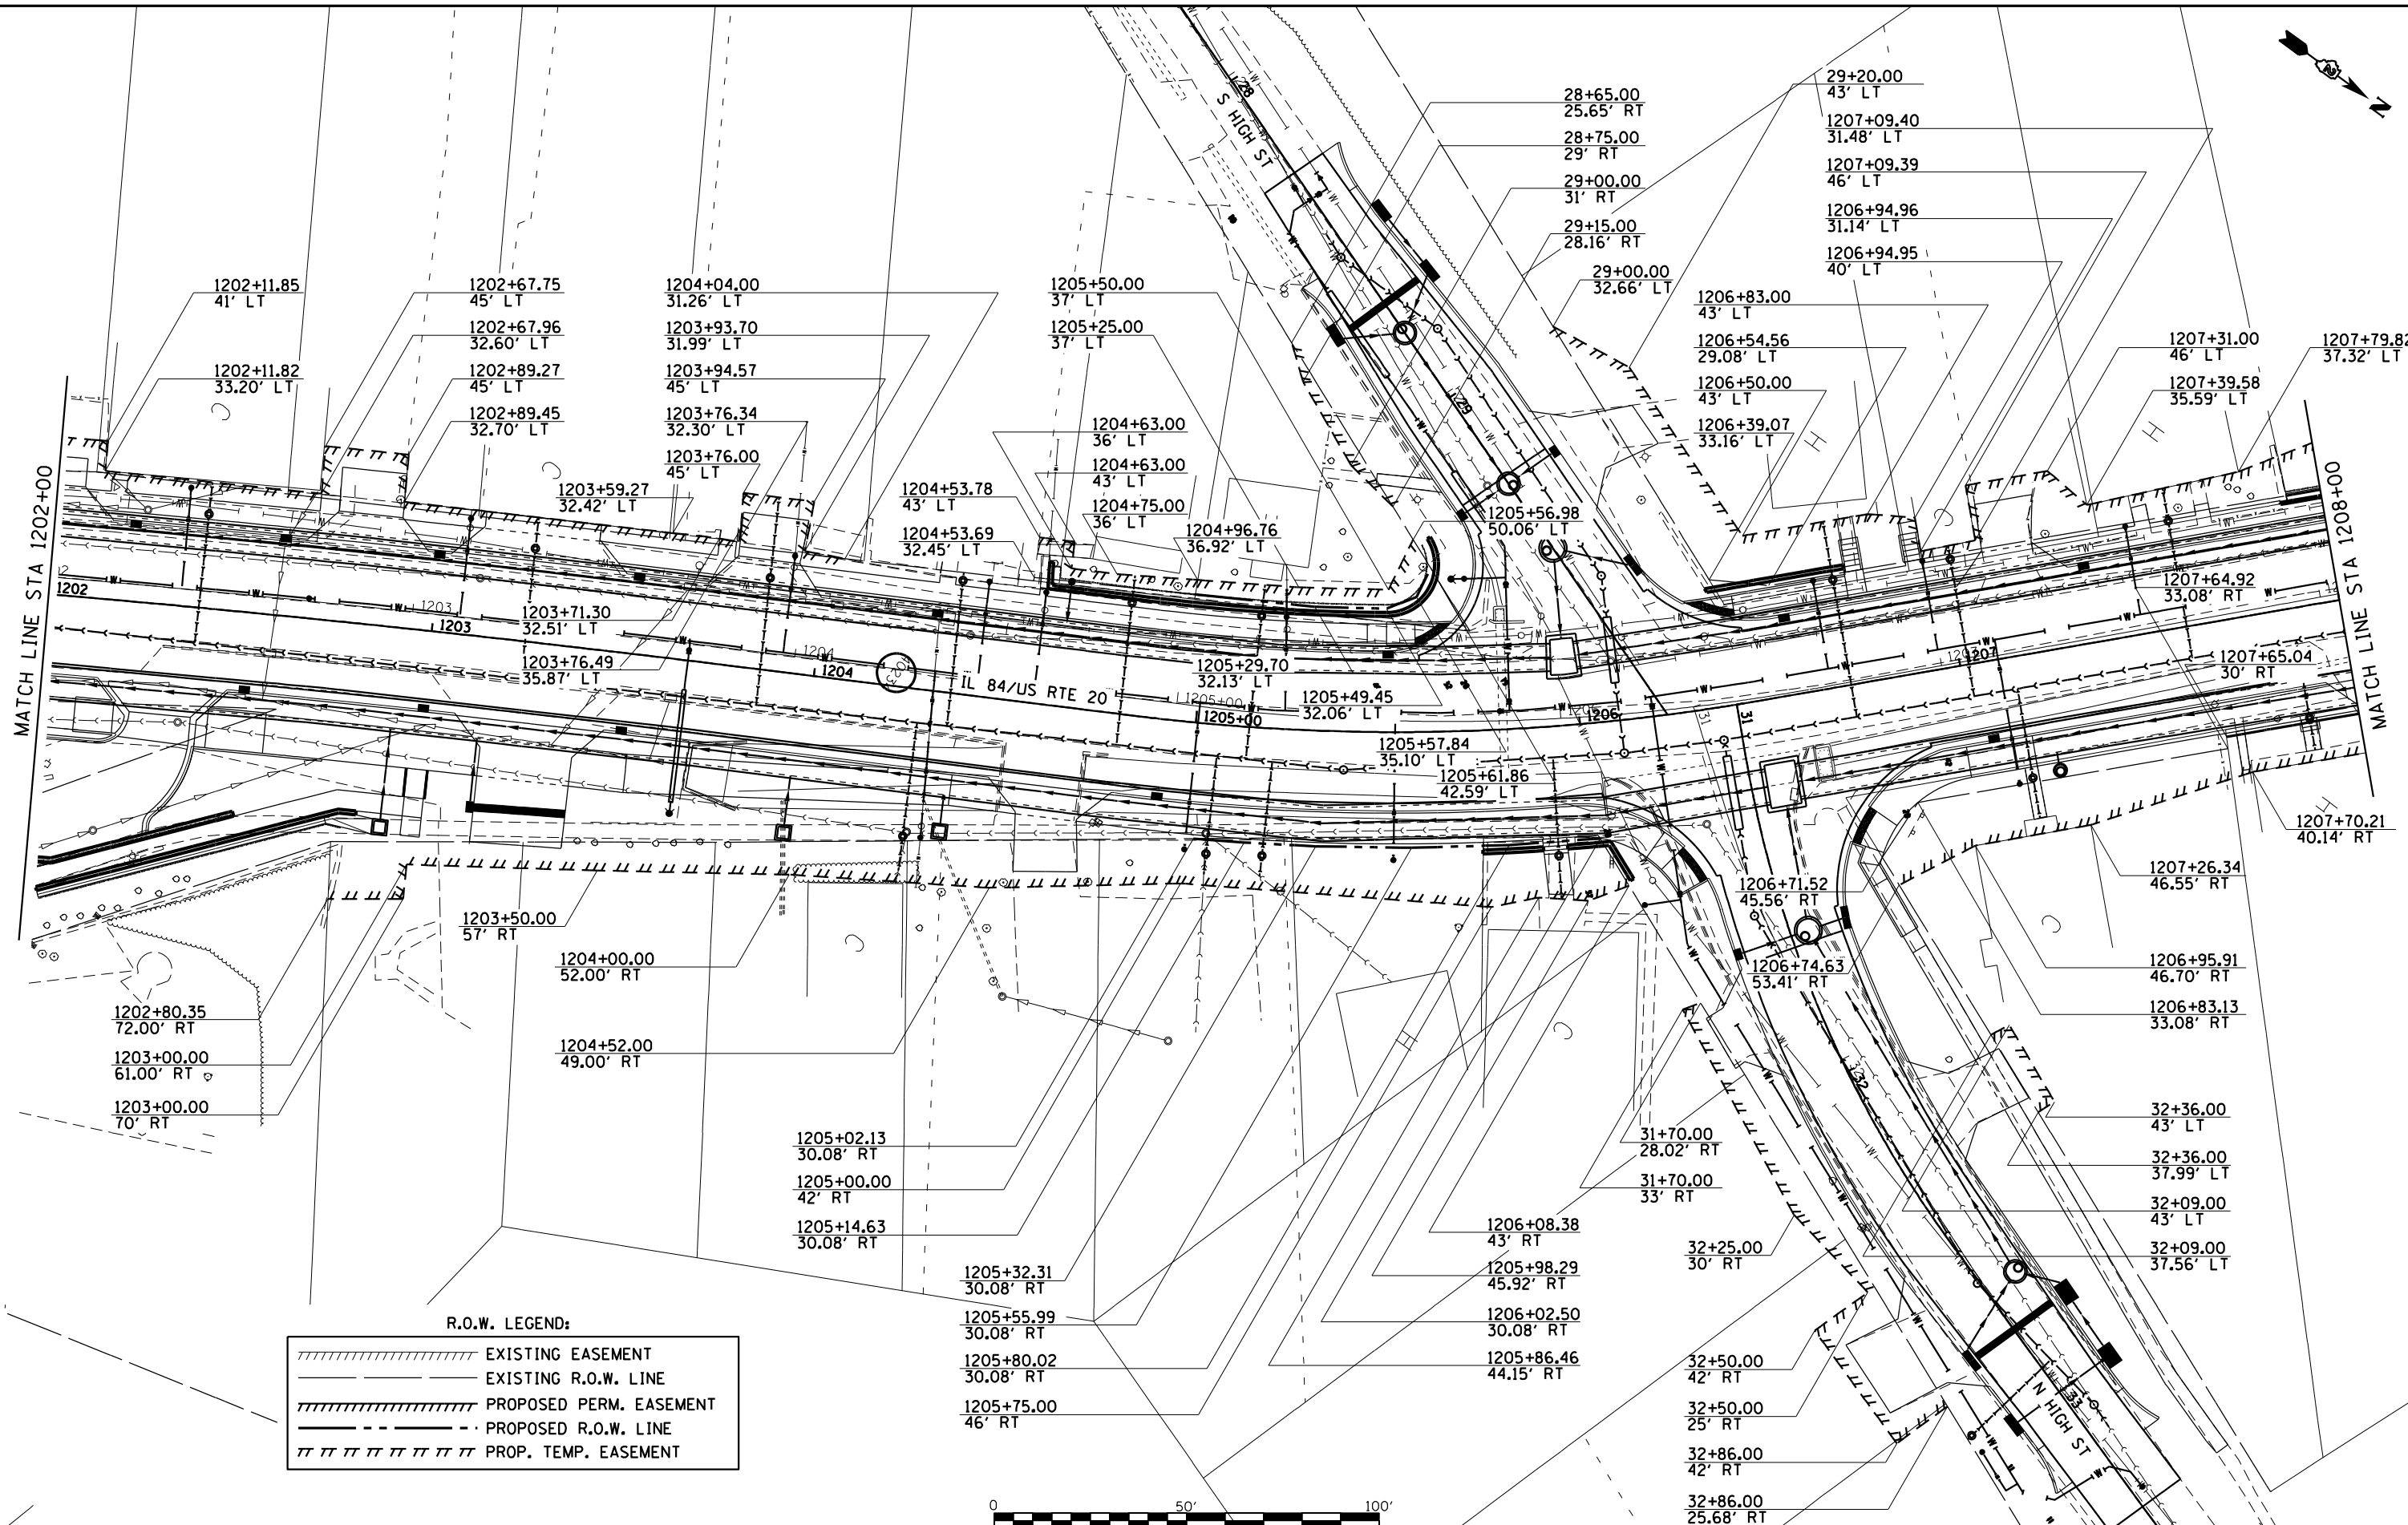 N
28
S HIGH ST
28+65.00
25.65' RT
28+75.00
29' RT
29+00.00
31' RT
29+15.00
28.16' RT
29+00.00
32.66' LT
29+20.00
43' LT
1207+09.40
31.48' LT
1207+09.39
46' LT
1206+94.96
31.14' LT
1206+94.95
40' LT
1206+83.00
43' LT
1206+54.56
29.08' LT
1206+50.00
43' LT
1206+39.07
33.16' LT
1207+31.00
46' LT
1207+39.58
35.59' LT
1207+79.82
37.32' LT
1202+11.85
41' LT
1202+11.82
33.20' LT
1202+67.75
45' LT
1202+67.96
32.60' LT
1202+89.27
45' LT
1202+89.45
32.70' LT
1203+59.27
32.42' LT
1204+04.00
31.26' LT
1203+93.70
31.99' LT
1203+94.57
45' LT
1203+76.34
32.30' LT
1203+76.00
45' LT
1205+50.00
37' LT
1205+25.00
37' LT
1204+63.00
36' LT
1204+63.00
43' LT
1204+75.00
36' LT
1204+53.78
43' LT
1204+53.69
32.45' LT
1204+96.76
36.92' LT
1205+56.98
50.06' LT
29
MATCH LINE STA 1202+00
MATCH LINE STA 1208+00
1202
1203
1203
1203+71.30
32.51' LT
1203+76.49
35.87' LT
1204
1204
IL 84/US RTE 20
1205+00
1205+00
1205+29.70
32.13' LT
1205+49.45
32.06' LT
1205+57.84
35.10' LT
1205+61.86
42.59' LT
1206
31
31
1207
1207+64.92
33.08' RT
1207+65.04
30' RT
1207+70.21
40.14' RT
1207+26.34
46.55' RT
1206+71.52
45.56' RT
1206+74.63
53.41' RT
1206+95.91
46.70' RT
1206+83.13
33.08' RT
1203+50.00
57' RT
1204+00.00
52.00' RT
1202+80.35
72.00' RT
1203+00.00
61.00' RT
1203+00.00
70' RT
1204+52.00
49.00' RT
1205+02.13
30.08' RT
1205+00.00
42' RT
1205+14.63
30.08' RT
1205+32.31
30.08' RT
1205+55.99
30.08' RT
1205+80.02
30.08' RT
1205+75.00
46' RT
1206+08.38
43' RT
1205+98.29
45.92' RT
1206+02.50
30.08' RT
1205+86.46
44.15' RT
31+70.00
28.02' RT
31+70.00
33' RT
32
32+36.00
43' LT
32+36.00
37.99' LT
32+09.00
43' LT
32+09.00
37.56' LT
32+25.00
30' RT
32+50.00
42' RT
32+50.00
25' RT
32+86.00
42' RT
32+86.00
25.68' RT
33
N HIGH ST
R.O.W. LEGEND:
EXISTING EASEMENT
EXISTING R.O.W. LINE
PROPOSED PERM. EASEMENT
PROPOSED R.O.W. LINE
PROP. TEMP. EASEMENT
0 50' 100'